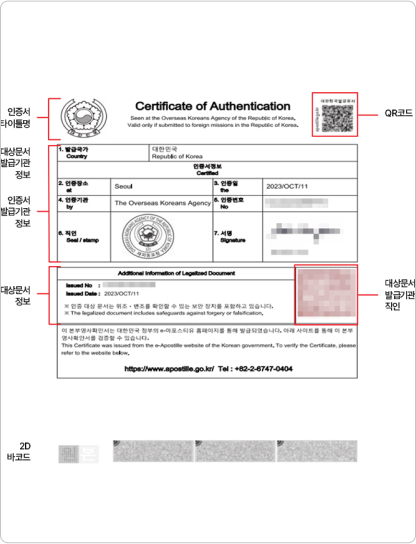 인증서
타이틀명
Certificate of Authentication
Seen at the Overseas Koreans Agency of the Republic of Korea.
Valid only if submitted to foreign missions in the Republic of Korea.
대한민국발급문서
apostille.go.kr
QR코드
대상문서
발급기관
정보
1. 발급국가
Country
대한민국
Republic of Korea
인증서정보
Certified
인증서
발급기관
정보
2. 인증장소
at
Seoul
3. 인증일
the
2023/OCT/11
4. 인증기관
by
The Overseas Koreans Agency
5. 인증번호
No
6. 직인
Seal / stamp
7. 서명
Signature
대상문서
정보
Additional Information of Legalized Document
Issued No :
Issued Date : 2023/OCT/11
※ 인증 대상 문서는 위조・변조를 확인할 수 있는 보안 장치를 포함하고 있습니다.
※ The legalized document includes safeguards against forgery or falsification.
대상문서
발급기관
직인
이 본부영사확인서는 대한민국 정부의 e-아포스티유 홈페이지를 통해 발급되었습니다. 아래 사이트를 통해 이 본부
영사확인서를 검증할 수 있습니다.
This Certificate was issued from the e-Apostille website of the Korean government. To verify the Certificate, please
refer to the website below.
https://www.apostille.go.kr/ Tel : +82-2-6747-0404
2D
바코드